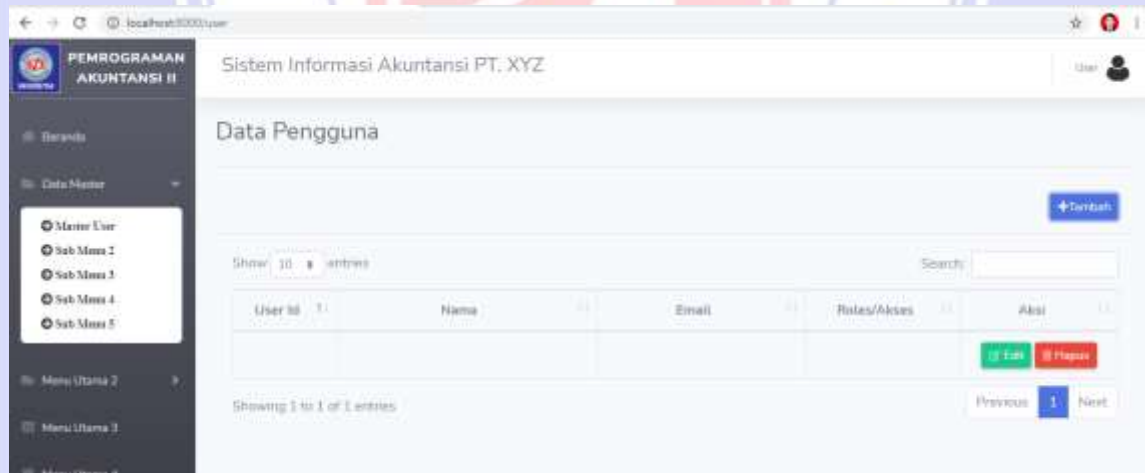 localhost:8000/user
PEMROGRAMAN
AKUNTANSI II
Sistem Informasi Akuntansi PT. XYZ
User
Beranda
Data Pengguna
Data Master
+Tambah
Master User
Sub Menu 2
Sub Menu 3
Sub Menu 4
Sub Menu 5
Show 10 entries
Search:
User Id Nama Email Roles/Akses Aksi
Edit Hapus
Menu Utama 2
Showing 1 to 1 of 1 entries
Previous 1 Next
Menu Utama 3
Menu Utama 4